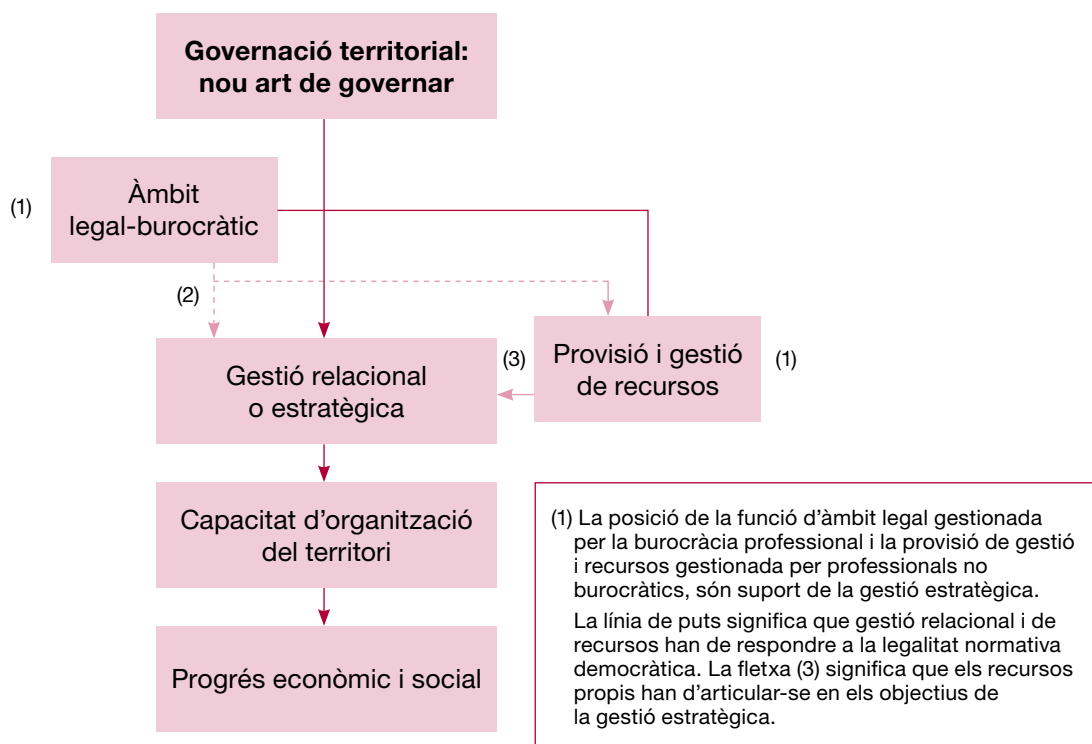 Governació territorial:
nou art de governar
(1)
Àmbit
legal-burocràtic
(2)
Gestió relacional
o estratègica
(3)
Provisió i gestió
de recursos
(1)
Capacitat d’organització
del territori
Progrés econòmic i social
(1) La posició de la funció d’àmbit legal gestionada
per la burocràcia professional i la provisió de gestió
i recursos gestionada per professionals no
burocràtics, són suport de la gestió estratègica.
La línia de puts significa que gestió relacional i de
recursos han de respondre a la legalitat normativa
democràtica. La fletxa (3) significa que els recursos
propis han d’articular-se en els objectius de
la gestió estratègica.